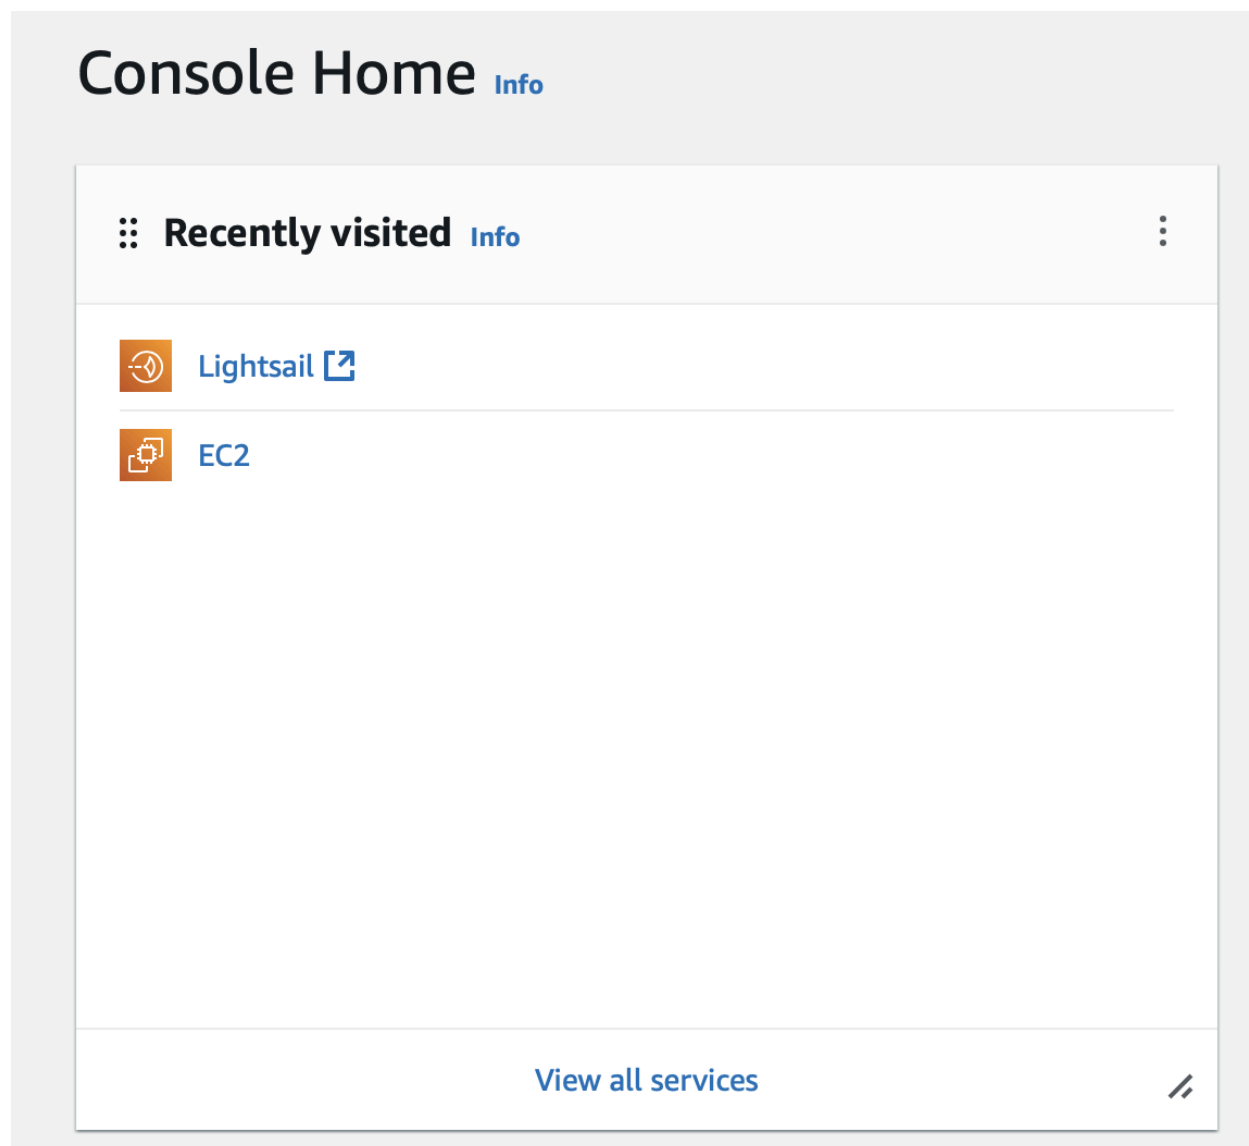 Console Home Info
Recently visited Info
Lightsail
EC2
View all services